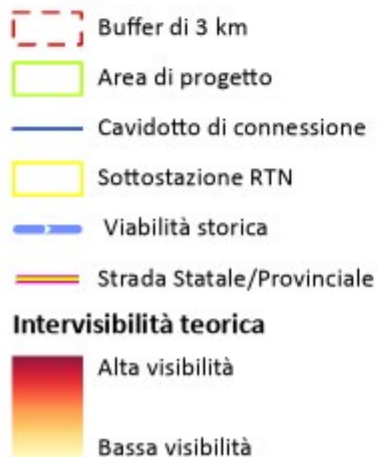 Buffer di 3 km
Area di progetto
Cavidotto di connessione
Sottostazione RTN
Viabilità storica
Strada Statale/Provinciale
Intervisibilità teorica
Alta visibilità
Bassa visibilità